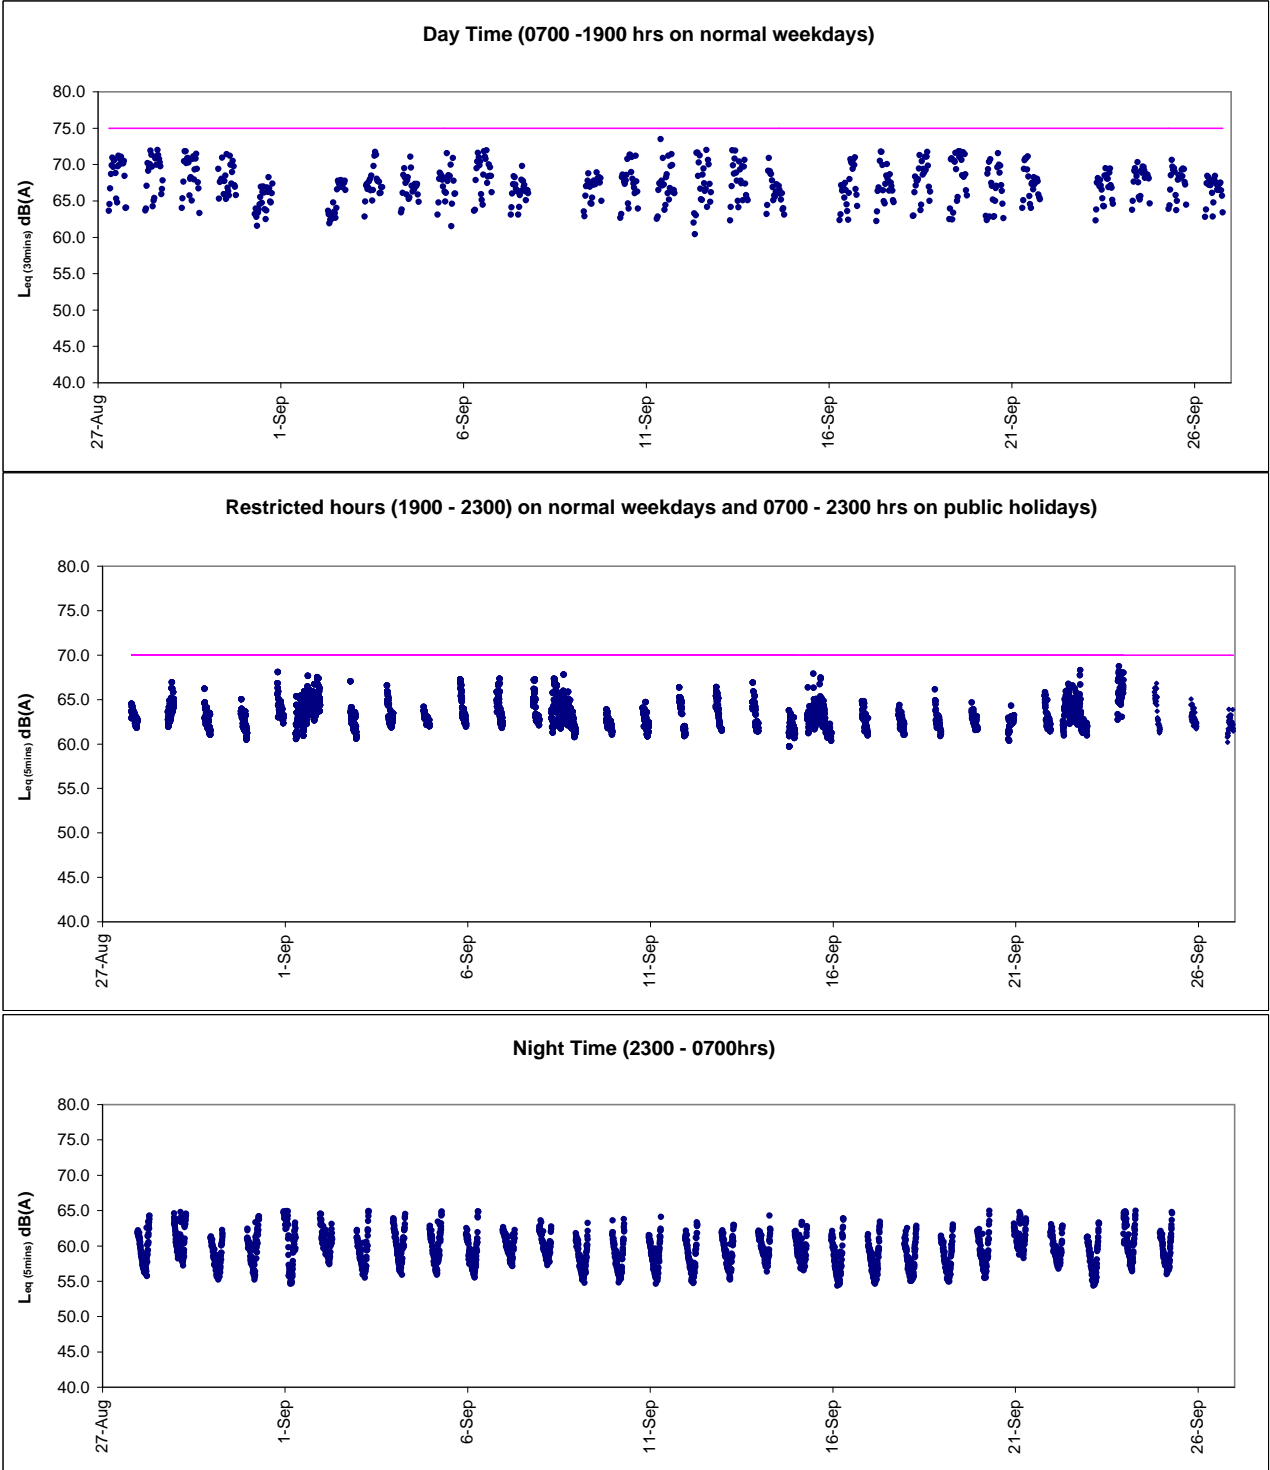 Day Time (0700 -1900 hrs on normal weekdays)
Leq (30mins) dB(A)
80.0
75.0
70.0
65.0
60.0
55.0
50.0
45.0
40.0
27-Aug
1-Sep
6-Sep
11-Sep
16-Sep
21-Sep
26-Sep
Restricted hours (1900 - 2300) on normal weekdays and 0700 - 2300 hrs on public holidays)
Leq (5mins) dB(A)
80.0
75.0
70.0
65.0
60.0
55.0
50.0
45.0
40.0
27-Aug
1-Sep
6-Sep
11-Sep
16-Sep
21-Sep
26-Sep
Night Time (2300 - 0700hrs)
Leq (5mins) dB(A)
80.0
75.0
70.0
65.0
60.0
55.0
50.0
45.0
40.0
27-Aug
1-Sep
6-Sep
11-Sep
16-Sep
21-Sep
26-Sep